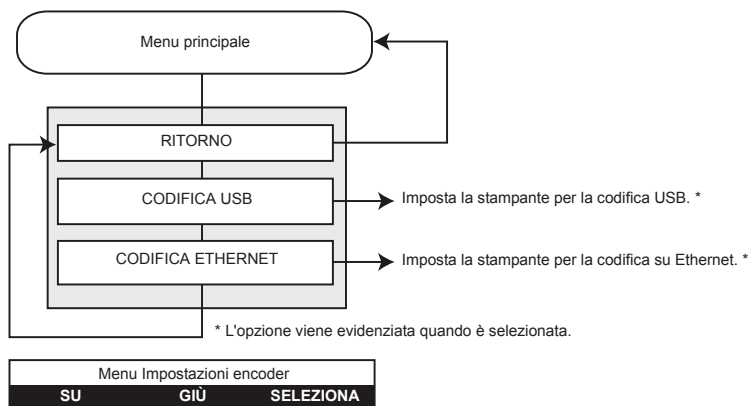 Menu principale
RITORNO
CODIFICA USB
Imposta la stampante per la codifica USB. *
CODIFICA ETHERNET
Imposta la stampante per la codifica su Ethernet. *
* L'opzione viene evidenziata quando è selezionata.
Menu Impostazioni encoder
SU GIÙ SELEZIONA